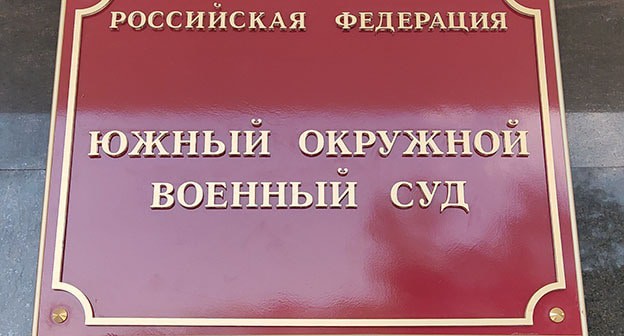 РОССИЙСКАЯ ФЕДЕРАЦИЯ
ЮЖНЫЙ ОКРУЖНОЙ
ВОЕННЫЙ СУД